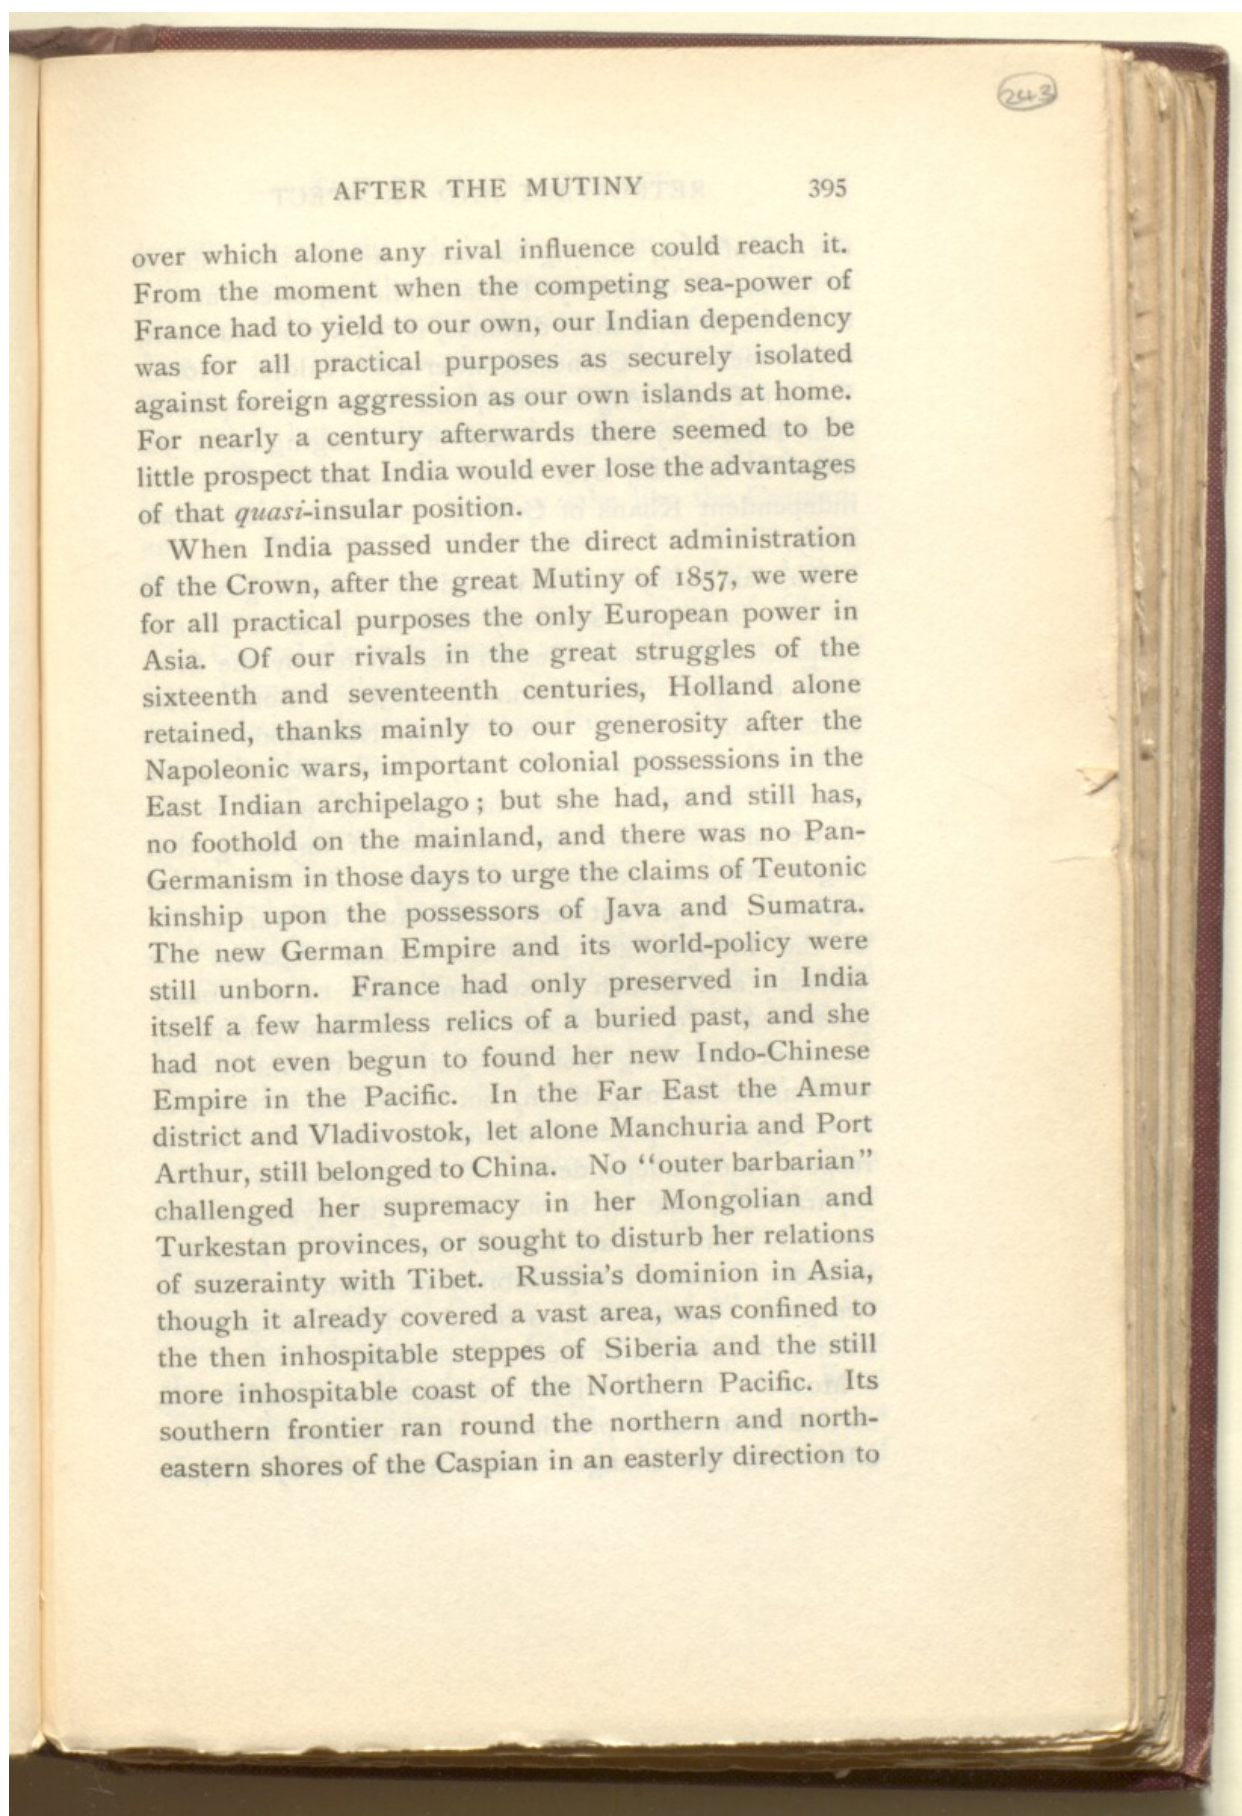 243
AFTER THE MUTINY 395
over which alone any rival influence could reach it.
From the moment when the competing sea-power of
France had to yield to our own, our Indian dependency
was for all practical purposes as securely isolated
against foreign aggression as our own islands at home.
For nearly a century afterwards there seemed to be
little prospect that India would ever lose the advantages
of that quasi-insular position.
When India passed under the direct administration
of the Crown, after the great Mutiny of 1857, we were
for all practical purposes the only European power in
Asia. Of our rivals in the great struggles of the
sixteenth and seventeenth centuries, Holland alone
retained, thanks mainly to our generosity after the
Napoleonic wars, important colonial possessions in the
East Indian archipelago; but she had, and still has,
no foothold on the mainland, and there was no Pan-
Germanism in those days to urge the claims of Teutonic
kinship upon the possessors of Java and Sumatra.
The new German Empire and its world-policy were
still unborn. France had only preserved in India
itself a few harmless relics of a buried past, and she
had not even begun to found her new Indo-Chinese
Empire in the Pacific. In the Far East the Amur
district and Vladivostok, let alone Manchuria and Port
Arthur, still belonged to China. No "outer barbarian"
challenged her supremacy in her Mongolian and
Turkestan provinces, or sought to disturb her relations
of suzerainty with Tibet. Russia's dominion in Asia,
though it already covered a vast area, was confined to
the then inhospitable steppes of Siberia and the still
more inhospitable coast of the Northern Pacific. Its
southern frontier ran round the northern and north-
eastern shores of the Caspian in an easterly direction to